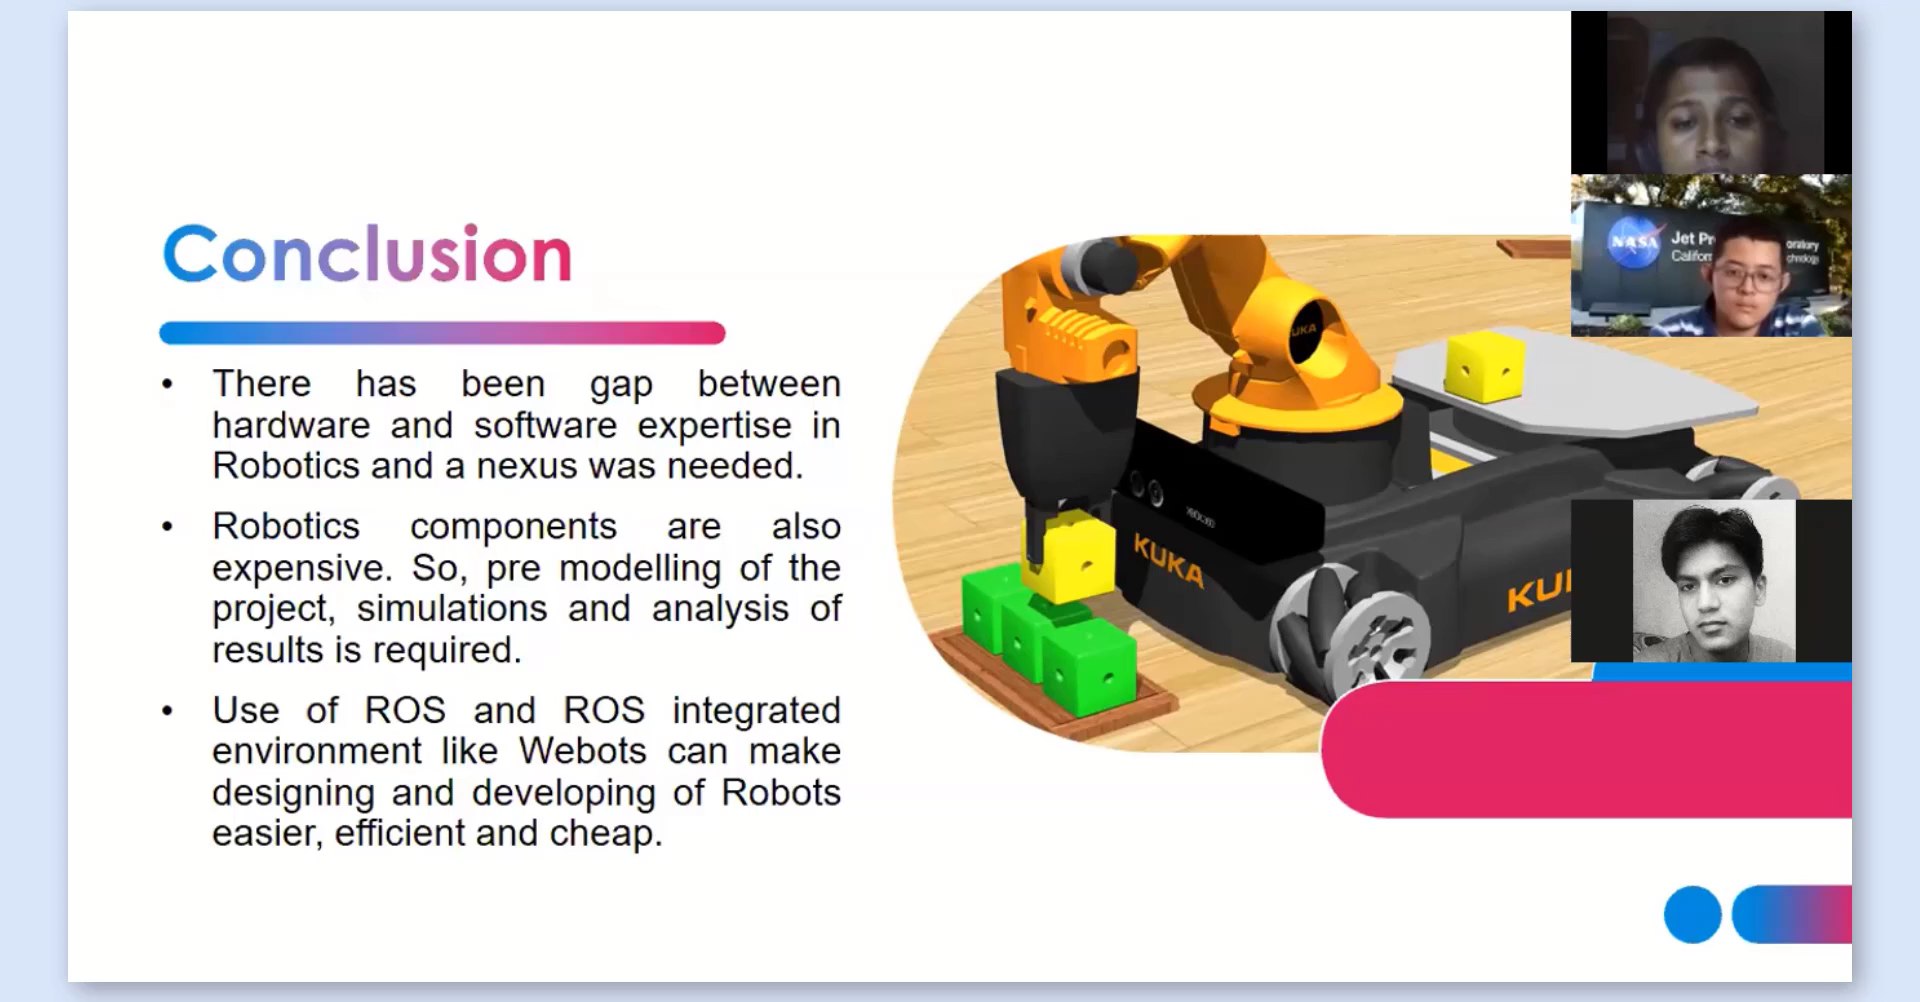 Conclusion
• There has been gap between
hardware and software expertise in
Robotics and a nexus was needed.
• Robotics components are also
expensive. So, pre modelling of the
project, simulations and analysis of
results is required.
• Use of ROS and ROS integrated
environment like Webots can make
designing and developing of Robots
easier, efficient and cheap.
NASA
Jet Pr oratory
Califor chnology
KUKA
XBOX360
KUKA
KU